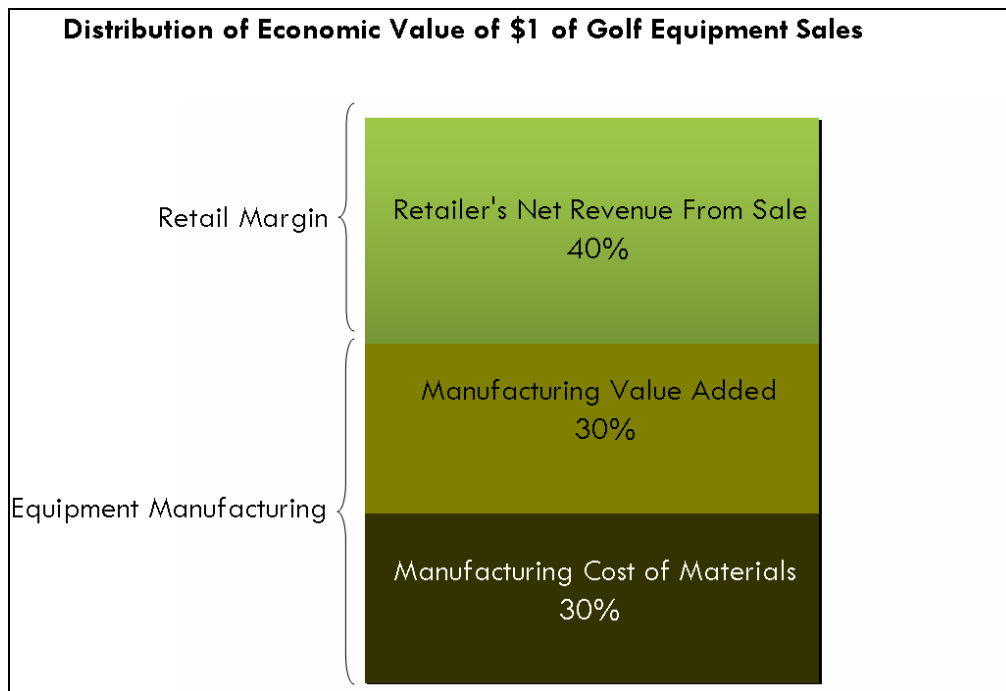 Distribution of Economic Value of $1 of Golf Equipment Sales
Retail Margin
Retailer's Net Revenue From Sale
40%
Manufacturing Value Added
30%
Equipment Manufacturing
Manufacturing Cost of Materials
30%